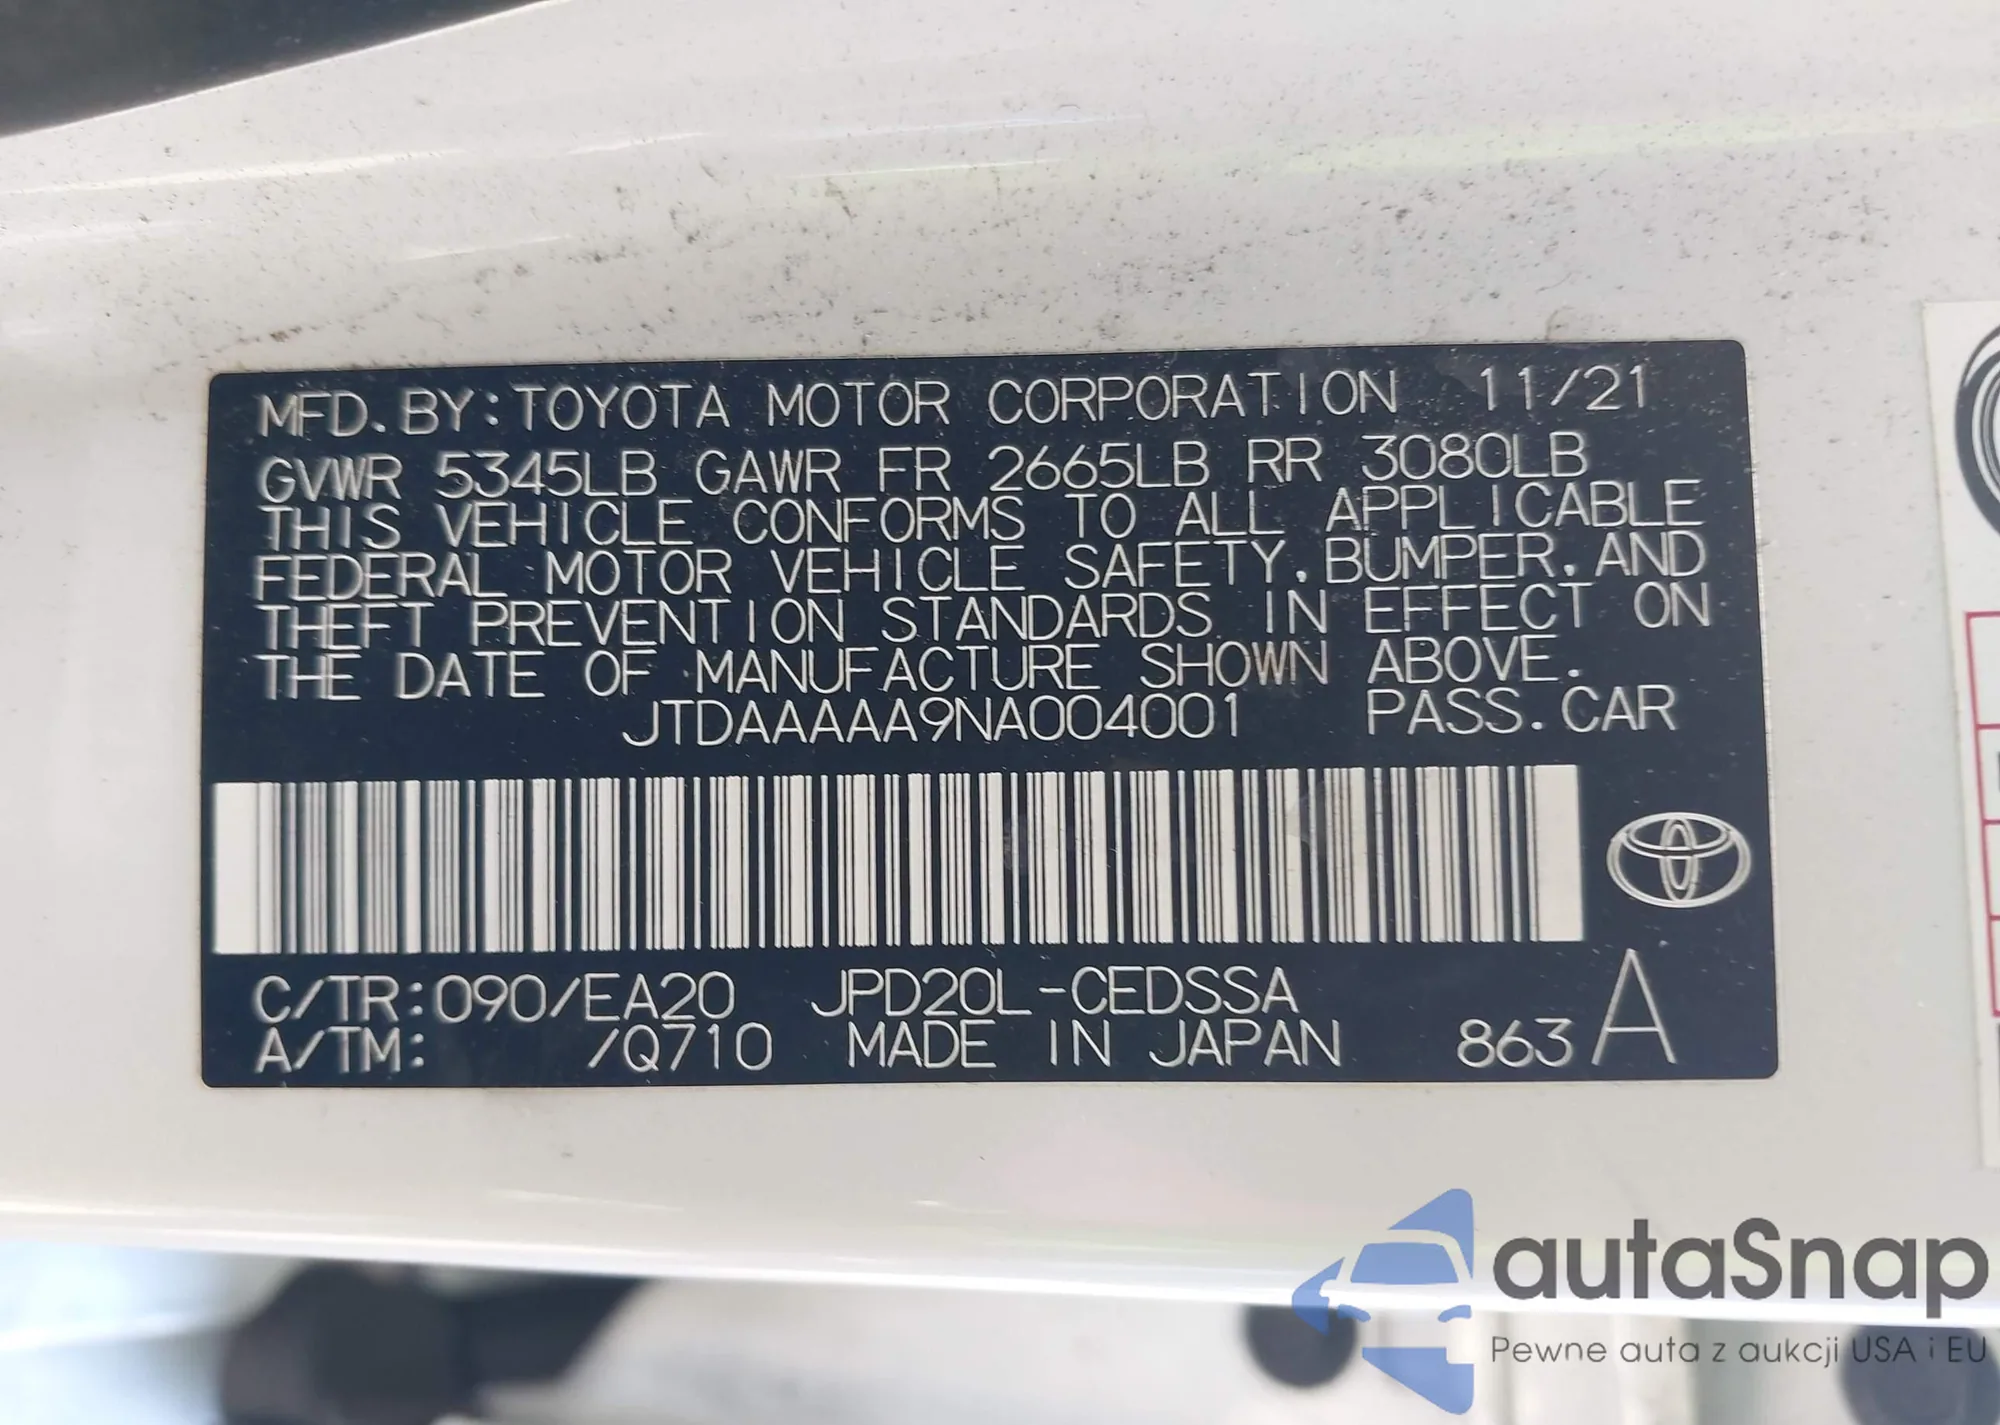 MFD. BY: TOYOTA MOTOR CORPORATION 11/21
GVWR 5345LB GAWR FR 2665LB RR 3080LB
THIS VEHICLE CONFORMS TO ALL APPLICABLE
FEDERAL MOTOR VEHICLE SAFETY, BUMPER, AND
THEFT PREVENTION STANDARDS IN EFFECT ON
THE DATE OF MANUFACTURE SHOWN ABOVE.
JTDAAAAA9NA004001 PASS. CAR
C/TR: 090/EA20 JPD20L-CEDSSA
A/TM: /Q710 MADE IN JAPAN 863 A
autaSnap
Pewne auta z aukcji USA i EU